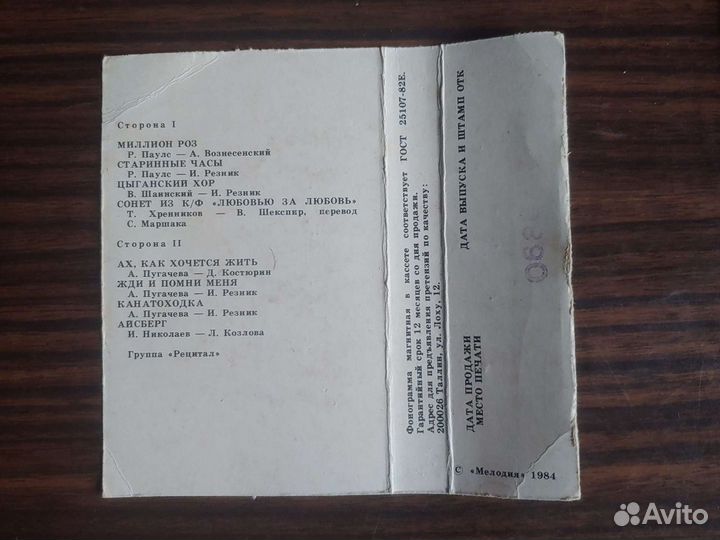 Сторона I
МИЛЛИОН РОЗ
Р. Паулс — А. Вознесенский
СТАРИННЫЕ ЧАСЫ
Р. Паулс — И. Резник
ЦЫГАНСКИЙ ХОР
В. Шаинский — И. Резник
СОНЕТ ИЗ К/Ф «ЛЮБОВЬЮ ЗА ЛЮБОВЬ»
Т. Хренников — В. Шекспир, перевод
С. Маршака
Сторона II
АХ, КАК ХОЧЕТСЯ ЖИТЬ
А. Пугачева — Д. Костюрин
ЖДИ И ПОМНИ МЕНЯ
А. Пугачева — И. Резник
КАНАТОХОДКА
А. Пугачева — И. Резник
АЙСБЕРГ
И. Николаев — Л. Козлова
Группа «Рецитал»
Фонограмма магнитная в кассете соответствует ГОСТ 25107-82Е.
Гарантийный срок 12 месяцев со дня продажи.
Адрес для предъявления претензий по качеству:
200026 Таллин, ул. Лоху, 12.
ДАТА ПРОДАЖИ
МЕСТО ПЕЧАТИ
ДАТА ВЫПУСКА И ШТАМП ОТК
С «Мелодия» 1984
Avito